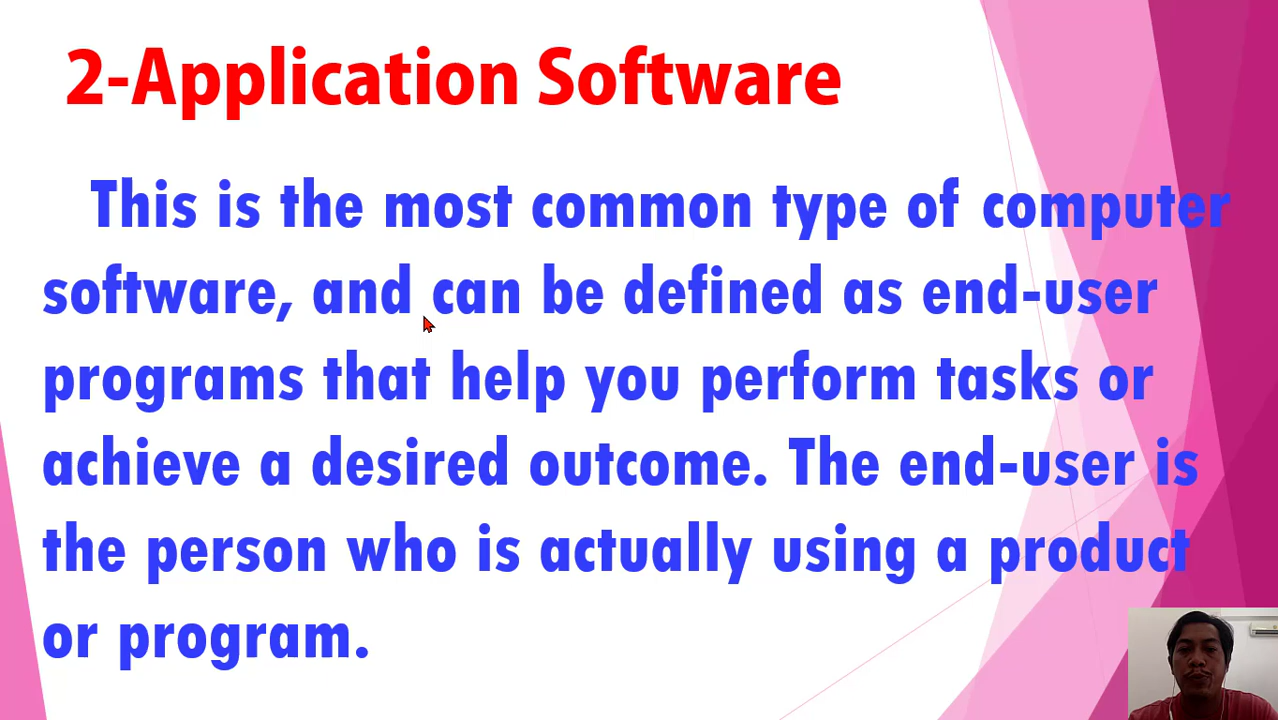 2-Application Software
This is the most common type of computer
software, and can be defined as end-user
programs that help you perform tasks or
achieve a desired outcome. The end-user is
the person who is actually using a product
or program.